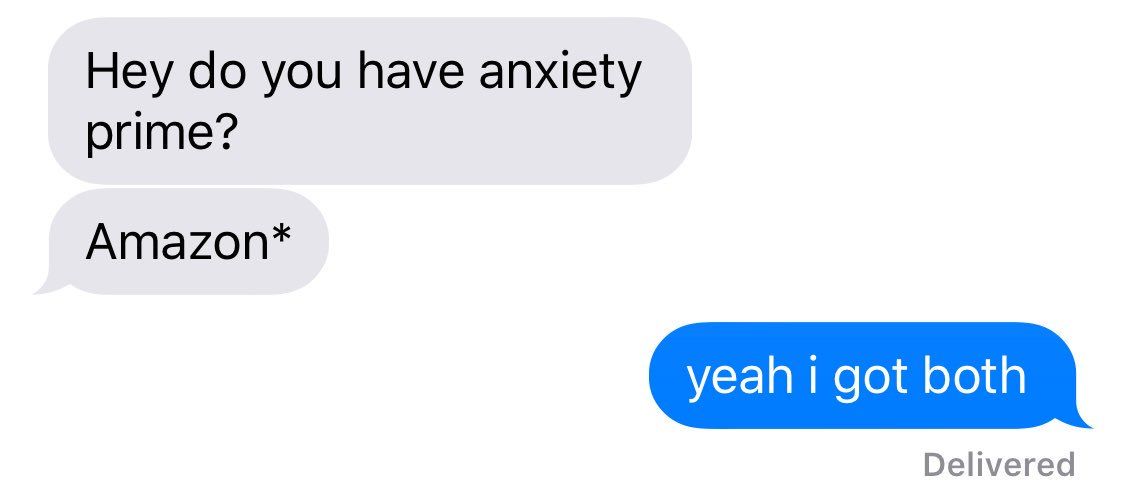 Hey do you have anxiety
prime?
Amazon*
yeah i got both
Delivered